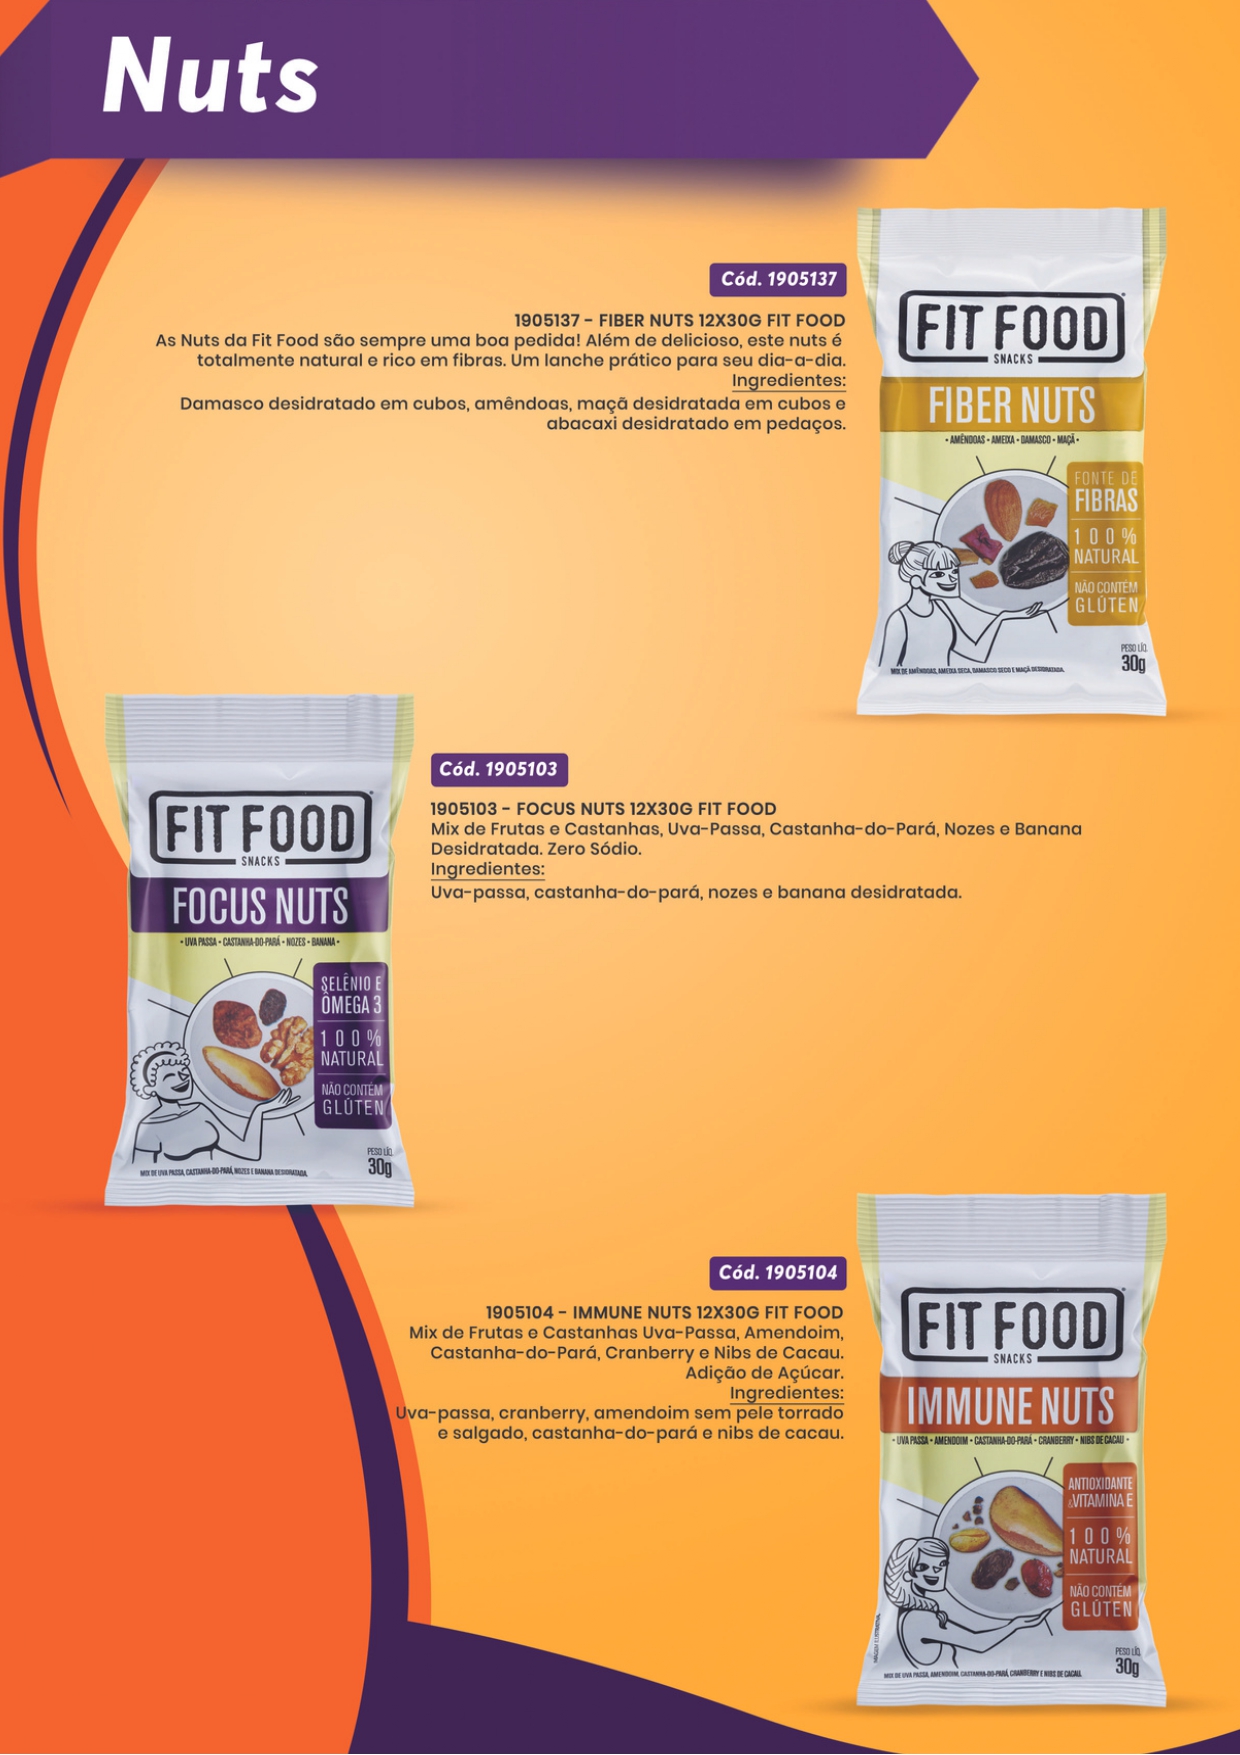 Nuts
Cód. 1905137
1905137 - FIBER NUTS 12X30G FIT FOOD
As Nuts da Fit Food são sempre uma boa pedida! Além de delicioso, este nuts é
totalmente natural e rico em fibras. Um lanche prático para seu dia-a-dia.
Ingredientes:
Damasco desidratado em cubos, amêndoas, maçã desidratada em cubos e
abacaxi desidratado em pedaços.
FIT FOOD
SNACKS
FIBER NUTS
• AMÊNDOAS • AMEIXA • DAMASCO • MAÇÃ •
FONTE DE
FIBRAS
100%
NATURAL
NÃO CONTÉM
GLÚTEN
PESO LÍQ.
30g
MIX DE AMÊNDOAS, AMEIXA SECA, DAMASCO SECO E MAÇÃ DESIDRATADA.
Cód. 1905103
1905103 - FOCUS NUTS 12X30G FIT FOOD
Mix de Frutas e Castanhas, Uva-Passa, Castanha-do-Pará, Nozes e Banana
Desidratada. Zero Sódio.
Ingredientes:
Uva-passa, castanha-do-pará, nozes e banana desidratada.
FIT FOOD
SNACKS
FOCUS NUTS
• UVA PASSA • CASTANHA-DO-PARÁ • NOZES • BANANA •
SELÊNIO E
ÔMEGA 3
100%
NATURAL
NÃO CONTÉM
GLÚTEN
PESO LÍQ.
30g
MIX DE UVA PASSA, CASTANHA-DO-PARÁ, NOZES E BANANA DESIDRATADA.
Cód. 1905104
1905104 - IMMUNE NUTS 12X30G FIT FOOD
Mix de Frutas e Castanhas Uva-Passa, Amendoim,
Castanha-do-Pará, Cranberry e Nibs de Cacau.
Adição de Açúcar.
Ingredientes:
Uva-passa, cranberry, amendoim sem pele torrado
e salgado, castanha-do-pará e nibs de cacau.
FIT FOOD
SNACKS
IMMUNE NUTS
• UVA PASSA • AMENDOIM • CASTANHA-DO-PARÁ • CRANBERRY • NIBS DE CACAU •
ANTIOXIDANTE
&VITAMINA E
100%
NATURAL
NÃO CONTÉM
GLÚTEN
IMAGEM ILUSTRATIVA.
PESO LÍQ.
30g
MIX DE UVA PASSA, AMENDOIM, CASTANHA-DO-PARÁ, CRANBERRY E NIBS DE CACAU.